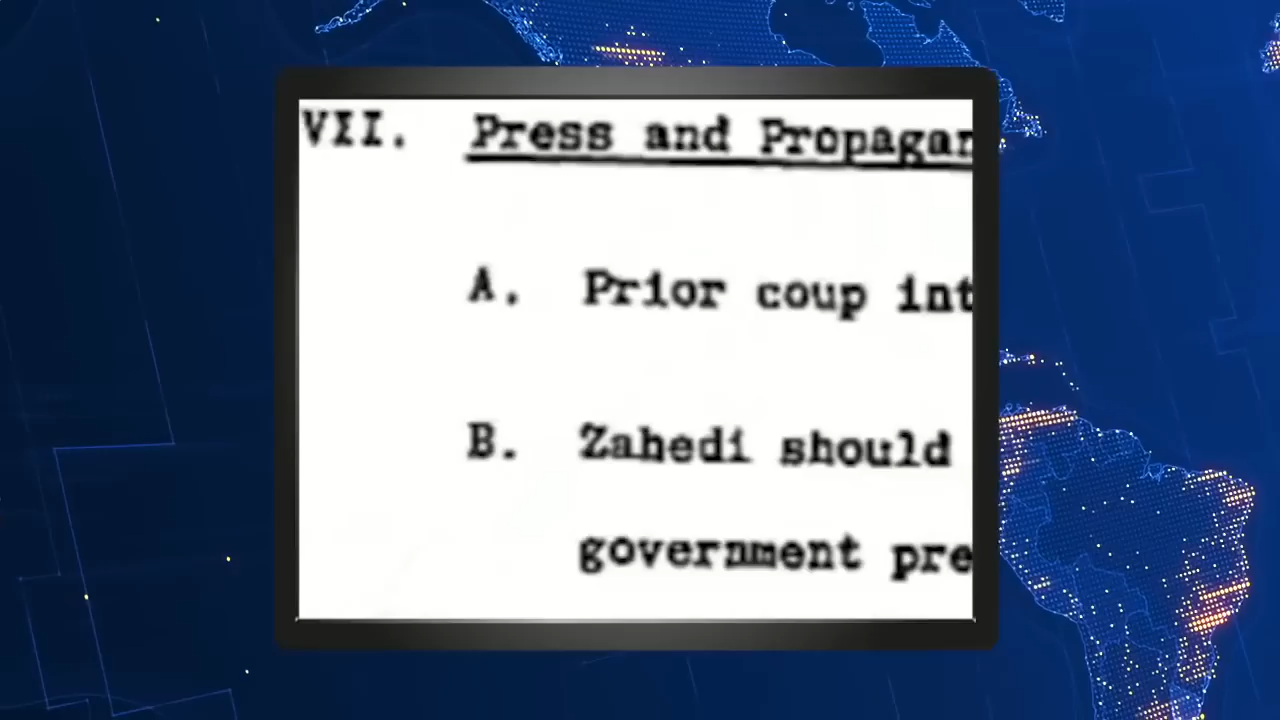 VII. Press and Propagan
A. Prior coup int
B. Zahedi should
government pre